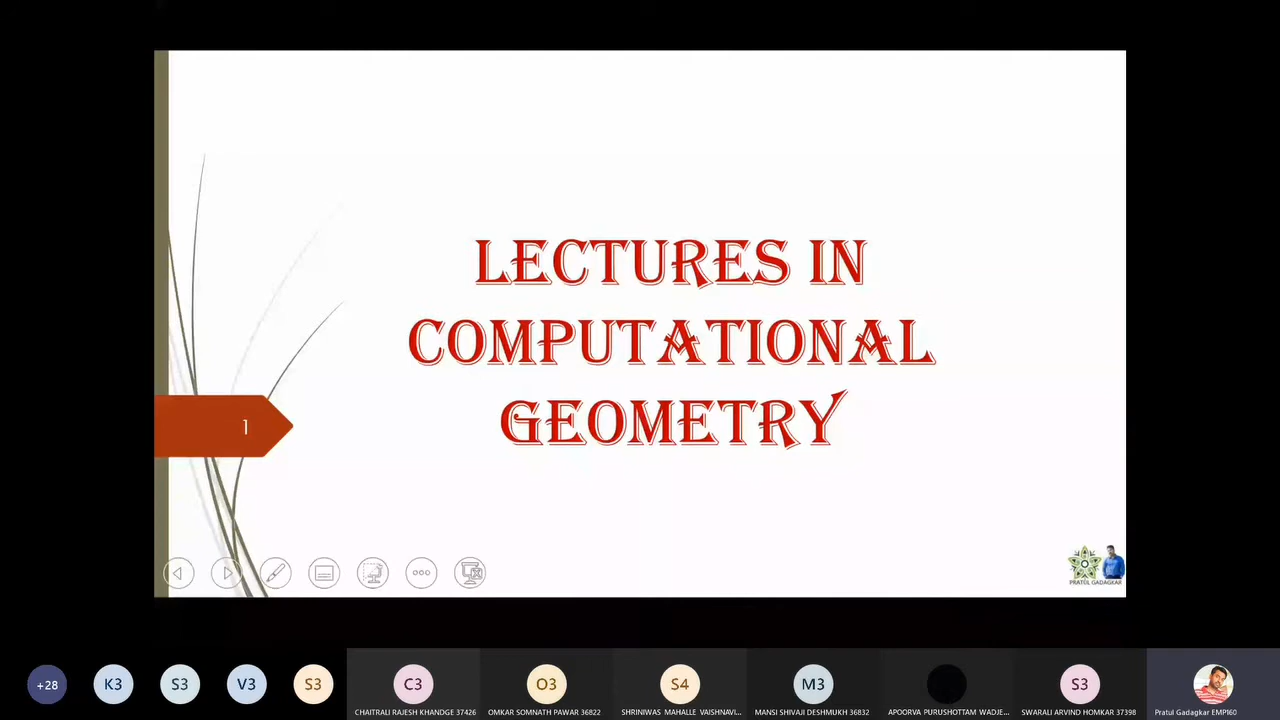 LECTURES IN
COMPUTATIONAL
GEOMETRY
1
PRATUL GADAGKAR
+28
K3
S3
V3
S3
C3
O3
S4
M3
S3
CHAITRALI RAJESH KHANDGE 37426
OMKAR SOMNATH PAWAR 36822
SHRINIWAS MAHALLE VAISHNAVI...
MANSI SHIVAJI DESHMUKH 36832
APOORVA PURUSHOTTAM WADJE...
SWARALI ARVIND HOMKAR 37398
Pratul Gadagkar EMPI60